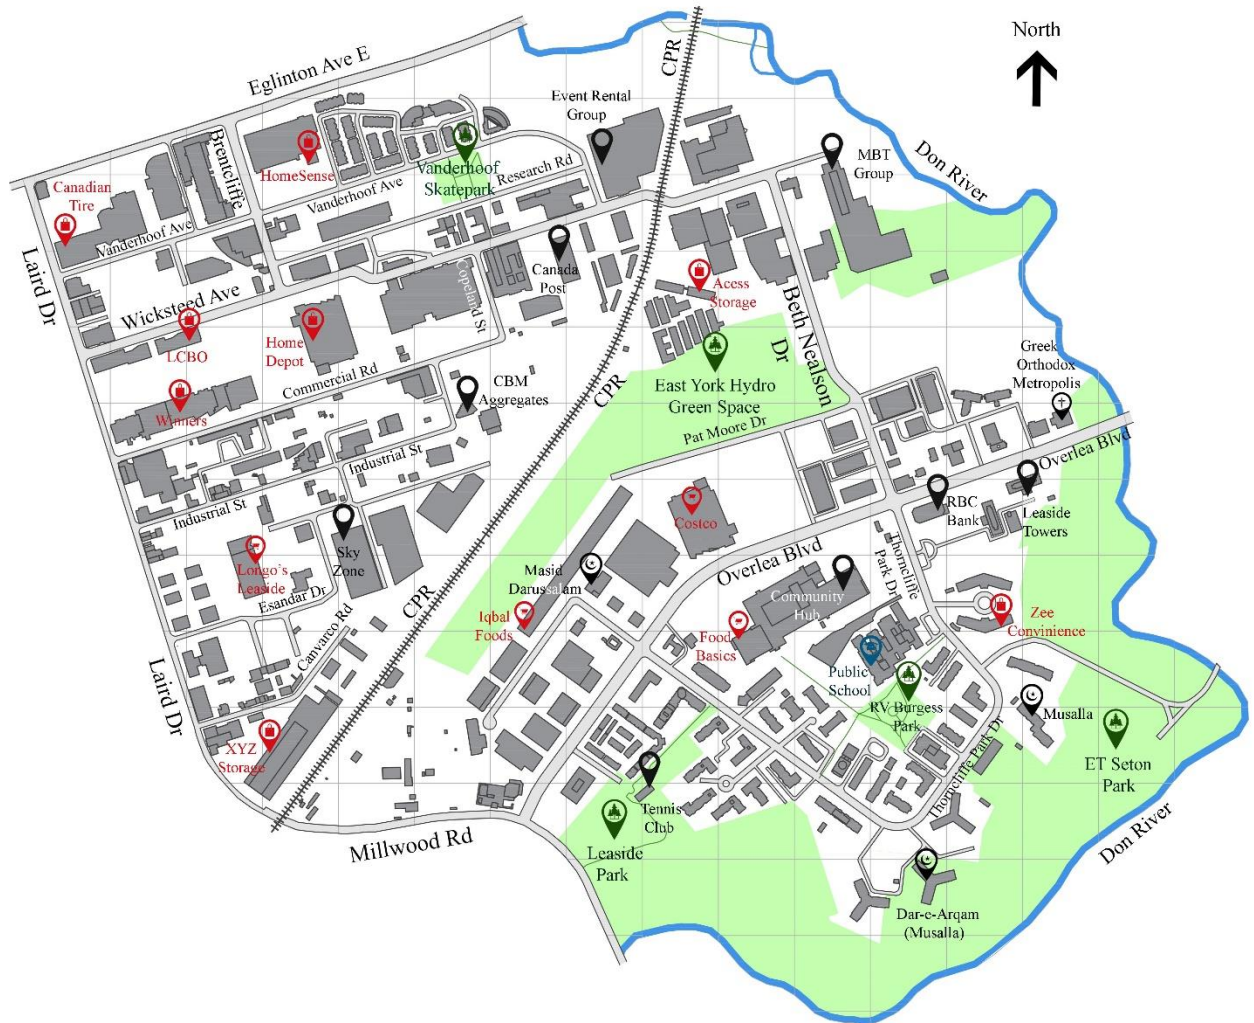 North
Eglinton Ave E
CPR
Event Rental
Group
Brentcliffe
HomeSense
Vanderhoof
Skatepark
Research Rd
MBT
Group
Don River
Canadian
Tire
Vanderhoof Ave
Vanderhoof Ave
Laird Dr
Wicksteed Ave
Copeland St
Canada
Post
Acess
Storage
Beth Nealson
Dr
LCBO
Home
Depot
Commercial Rd
CBM
Aggregates
CPR
East York Hydro
Green Space
Greek
Orthodox
Metropolis
Winners
Pat Moore Dr
Overlea Blvd
Industrial St
Industrial St
Costco
RBC
Bank
Leaside
Towers
Sky
Zone
Longo's
Leaside
Esandar Dr
Masid
Darussalam
Overlea Blvd
Thorncliffe
Park Dr
Community
Hub
CPR
Canvarco Rd
Iqbal
Foods
Food
Basics
Zee
Convinience
Public
School
RV Burgess
Park
Musalla
Laird Dr
XYZ
Storage
Thorncliffe Park Dr
ET Seton
Park
Tennis
Club
Millwood Rd
Leaside
Park
Don River
Dar-e-Arqam
(Musalla)